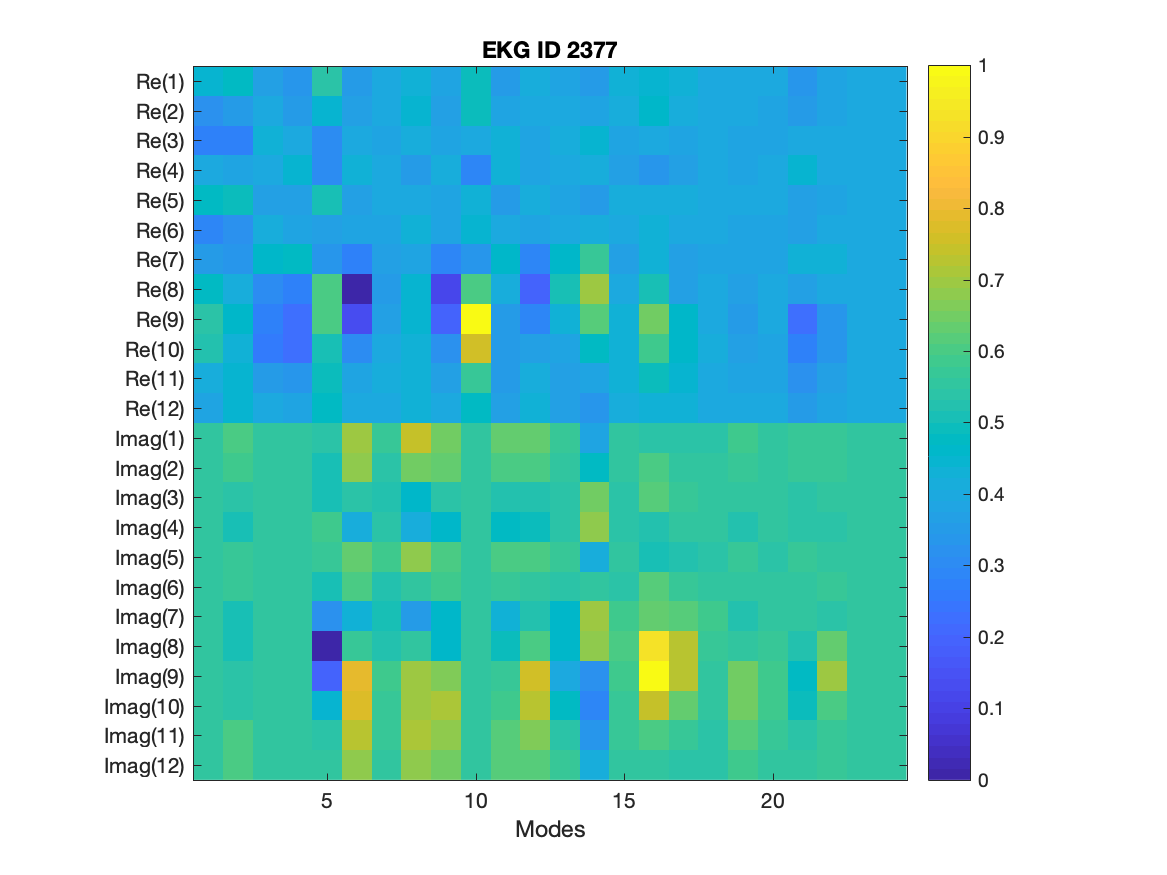 EKG ID 2377
Re(1)
Re(2)
Re(3)
Re(4)
Re(5)
Re(6)
Re(7)
Re(8)
Re(9)
Re(10)
Re(11)
Re(12)
Imag(1)
Imag(2)
Imag(3)
Imag(4)
Imag(5)
Imag(6)
Imag(7)
Imag(8)
Imag(9)
Imag(10)
Imag(11)
Imag(12)
5 10 15 20
Modes
1
0.9
0.8
0.7
0.6
0.5
0.4
0.3
0.2
0.1
0